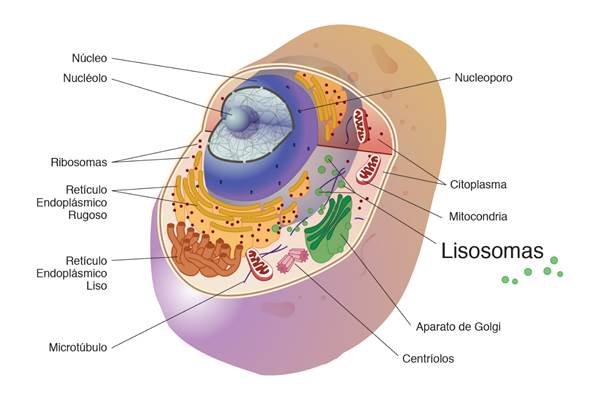 Núcleo
Nucléolo
Ribosomas
Retículo
Endoplásmico
Rugoso
Retículo
Endoplásmico
Liso
Microtúbulo
Nucleoporo
Citoplasma
Mitocondria
Lisosomas
Aparato de Golgi
Centríolos